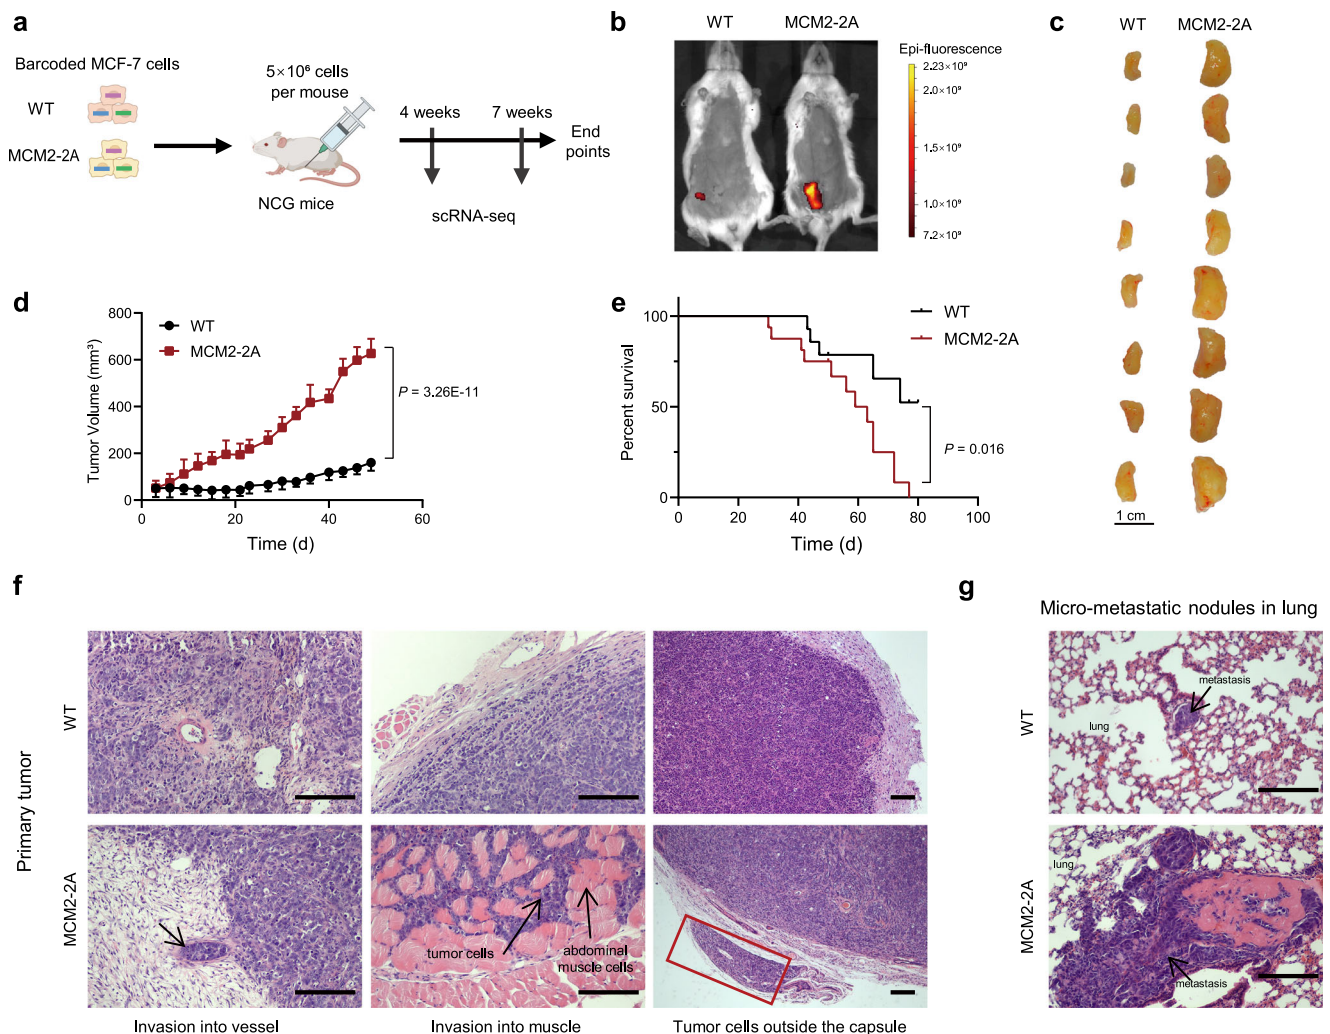 a
Barcoded MCF-7 cells
WT
MCM2-2A
5×10⁶ cells
per mouse
NCG mice
4 weeks
7 weeks
End
points
scRNA-seq
b
WT
MCM2-2A
Epi-fluorescence
2.23×10⁹
2.0×10⁹
1.5×10⁹
1.0×10⁹
7.2×10⁹
c
WT
MCM2-2A
1 cm
d
800
600
400
200
0
Tumor Volume (mm³)
WT
MCM2-2A
P = 3.26E-11
0
20
40
60
Time (d)
e
100
50
0
Percent survival
WT
MCM2-2A
P = 0.016
0
20
40
60
80
100
Time (d)
f
Primary tumor
WT
MCM2-2A
tumor cells
abdominal
muscle cells
Invasion into vessel
Invasion into muscle
Tumor cells outside the capsule
g
Micro-metastatic nodules in lung
WT
metastasis
lung
MCM2-2A
lung
metastasis